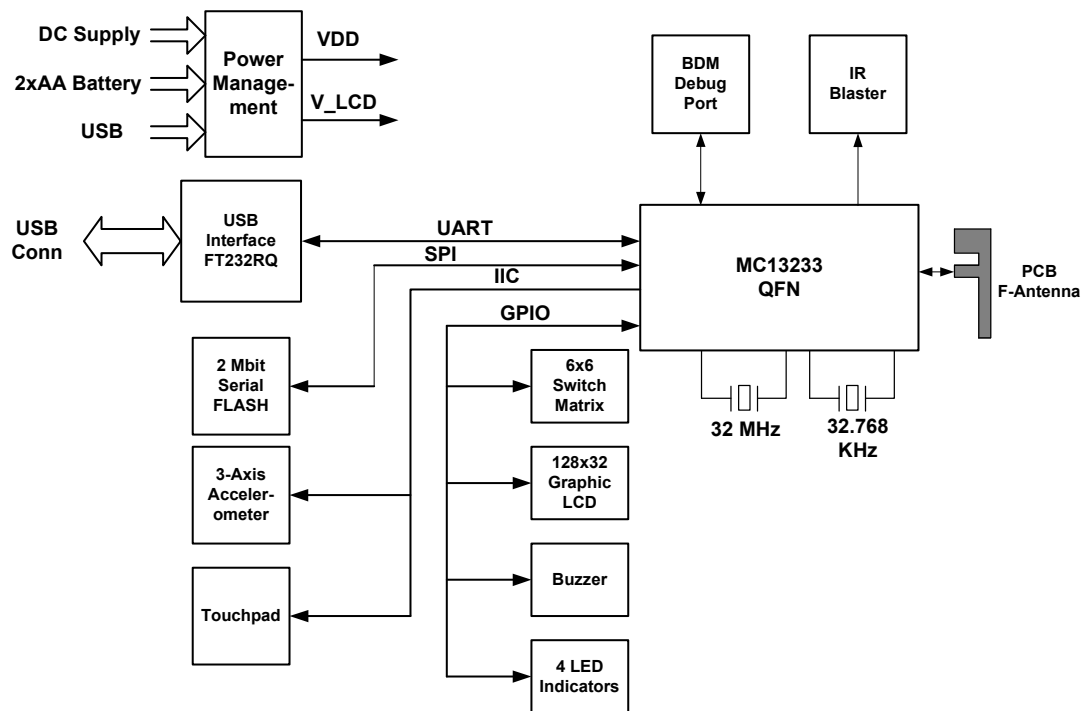 DC Supply
2xAA Battery
USB
Power
Manage-
ment
VDD
V_LCD
BDM
Debug
Port
IR
Blaster
USB
Conn
USB
Interface
FT232RQ
UART
SPI
IIC
GPIO
MC13233
QFN
PCB
F-Antenna
2 Mbit
Serial
FLASH
6x6
Switch
Matrix
32 MHz
32.768
KHz
3-Axis
Acceler-
ometer
128x32
Graphic
LCD
Touchpad
Buzzer
4 LED
Indicators